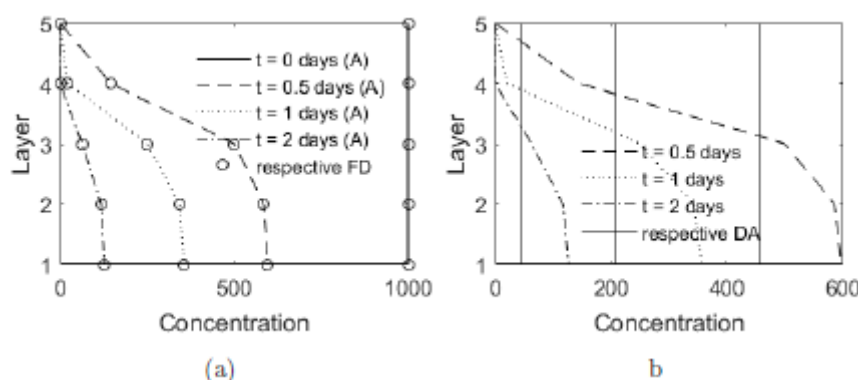 5
4
3
2
1
Layer
0
500
1000
Concentration
t = 0 days (A)
t = 0.5 days (A)
t = 1 days (A)
t = 2 days (A)
respective FD
(a)
5
4
3
2
1
Layer
0
200
400
600
Concentration
t = 0.5 days
t = 1 days
t = 2 days
respective DA
b